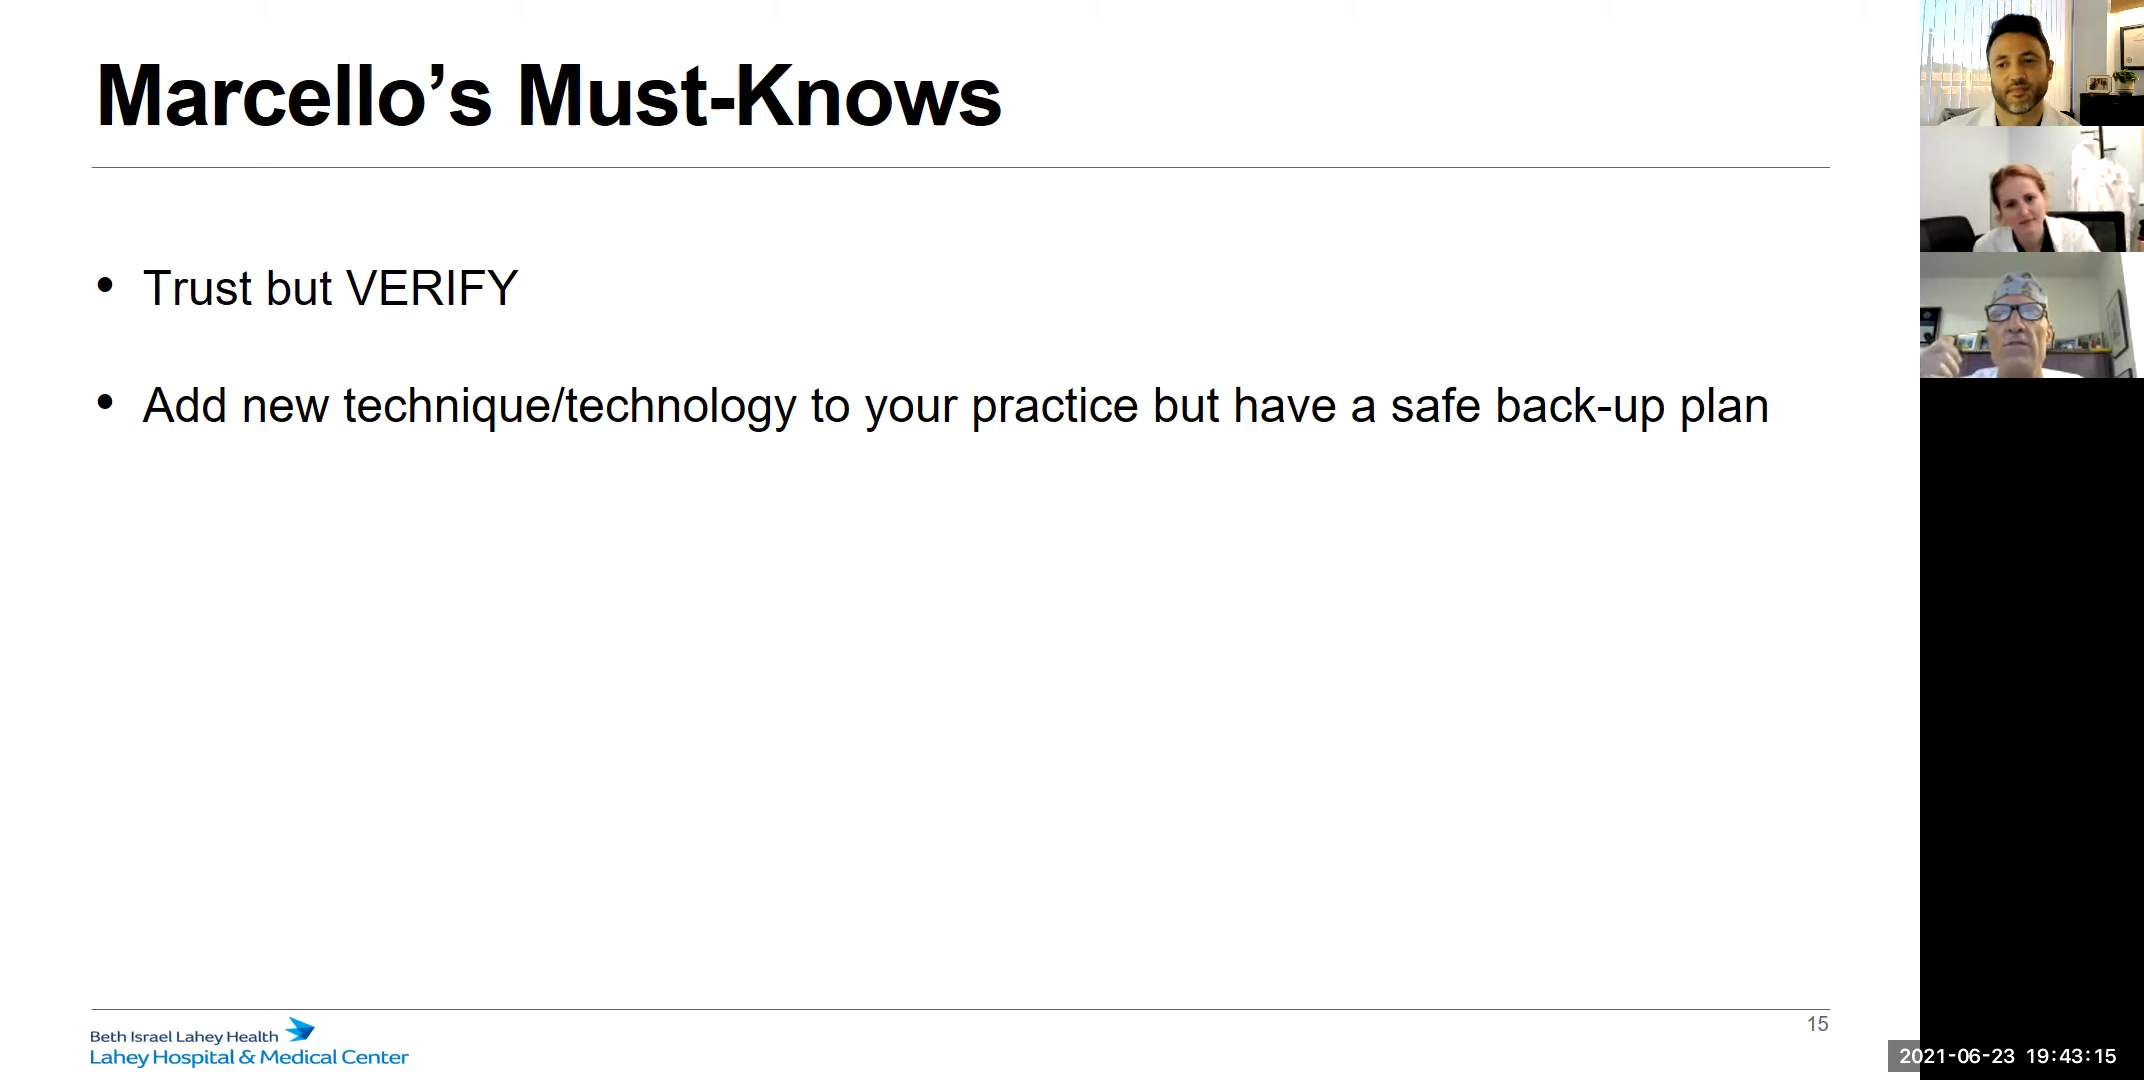 Marcello’s Must-Knows
• Trust but VERIFY
• Add new technique/technology to your practice but have a safe back-up plan
Beth Israel Lahey Health
Lahey Hospital & Medical Center
15
2021-06-23 19:43:15